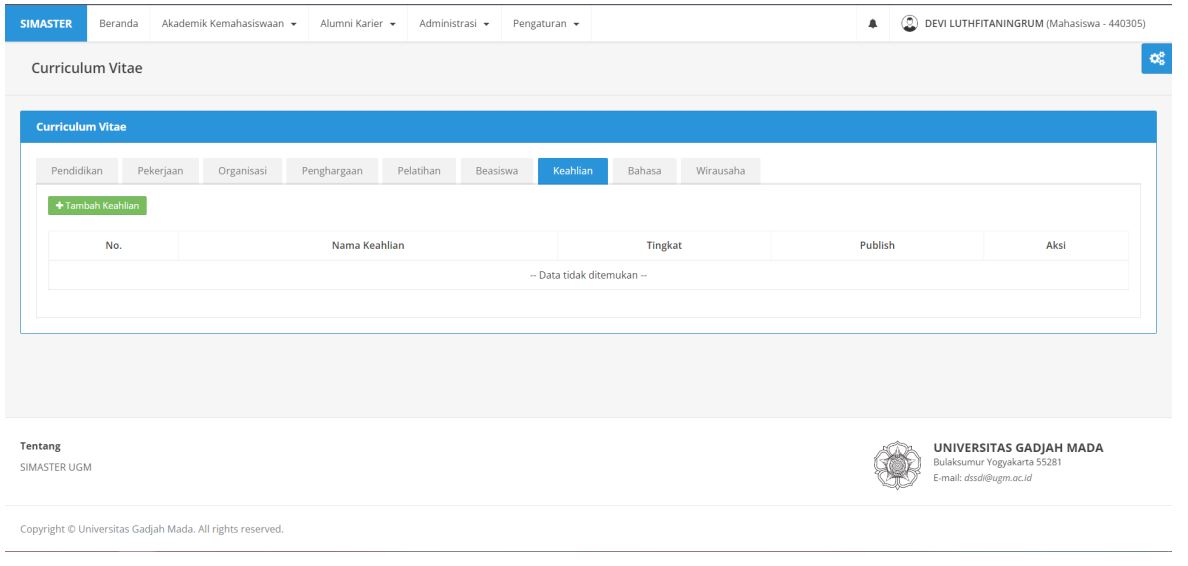 SIMASTER Beranda Akademik Kemahasiswaan Alumni Karier Administrasi Pengaturan DEVI LUTHFITANINGRUM (Mahasiswa - 440305)
Curriculum Vitae
Curriculum Vitae
Pendidikan Pekerjaan Organisasi Penghargaan Pelatihan Beasiswa Keahlian Bahasa Wirausaha
+ Tambah Keahlian
No. Nama Keahlian Tingkat Publish Aksi
-- Data tidak ditemukan --
Tentang
SIMASTER UGM
UNIVERSITAS GADJAH MADA
Bulaksumur Yogyakarta 55281
E-mail: dssdi@ugm.ac.id
Copyright © Universitas Gadjah Mada. All rights reserved.